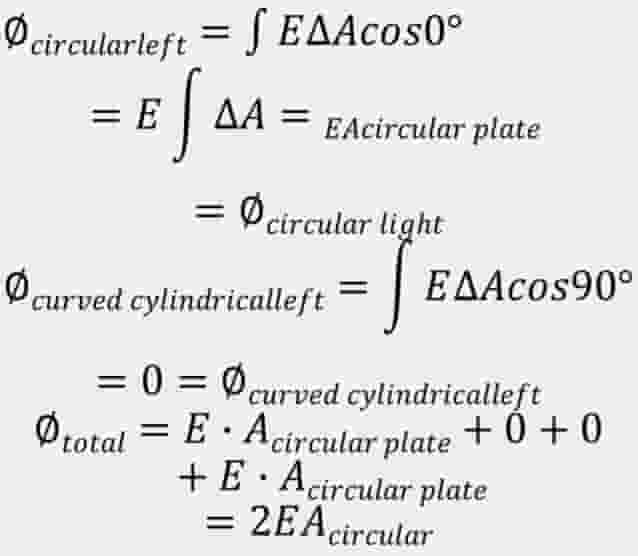 ∅circularleft = ∫ EΔAcos0°
= E ∫ ΔA = EAcircular plate
= ∅circular light
∅curved cylindricalleft = ∫ EΔAcos90°
= 0 = ∅curved cylindricalleft
∅total = E · Acircular plate + 0 + 0
+ E · Acircular plate
= 2EAcircular